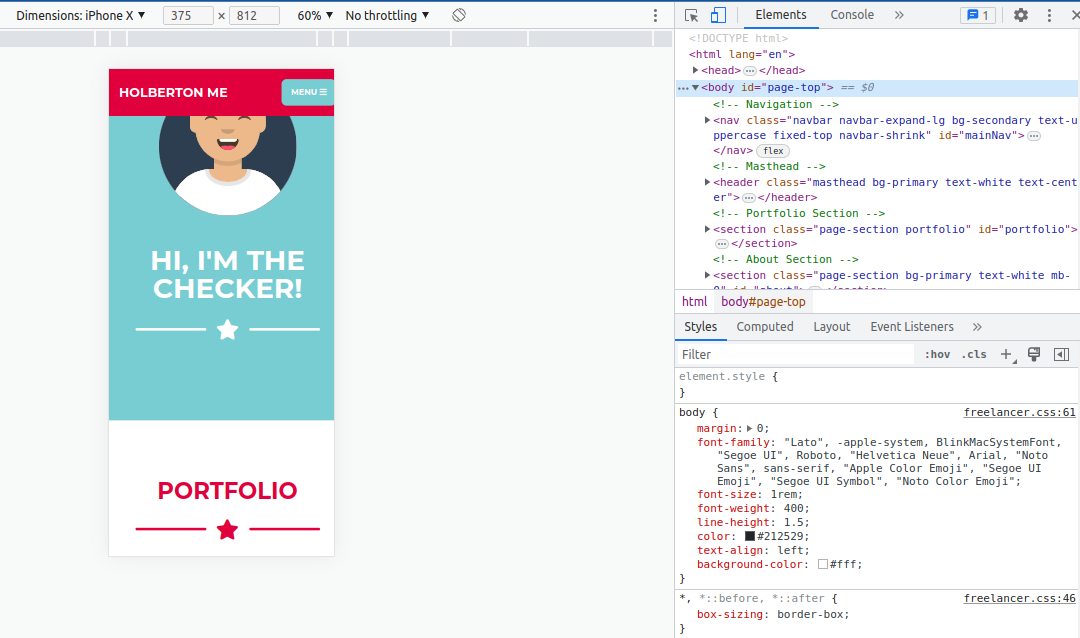 Dimensions: iPhone X ▼ 375 × 812 60% ▼ No throttling ▼
Elements Console » 1
HOLBERTON ME
MENU ☰
HI, I'M THE
CHECKER!
PORTFOLIO
<!DOCTYPE html>
<html lang="en">
▶<head>…</head>
…▼<body id="page-top"> == $0
<!-- Navigation -->
▶<nav class="navbar navbar-expand-lg bg-secondary text-u
ppercase fixed-top navbar-shrink" id="mainNav">…
</nav> flex
<!-- Masthead -->
▶<header class="masthead bg-primary text-white text-cent
er">…</header>
<!-- Portfolio Section -->
▶<section class="page-section portfolio" id="portfolio">
…</section>
<!-- About Section -->
▶<section class="page-section bg-primary text-white mb-
0" id="about">…</section>
html body#page-top
Styles Computed Layout Event Listeners »
Filter :hov .cls +
element.style {
}
body { freelancer.css:61
margin:▶ 0;
font-family: "Lato", -apple-system, BlinkMacSystemFont,
"Segoe UI", Roboto, "Helvetica Neue", Arial, "Noto
Sans", sans-serif, "Apple Color Emoji", "Segoe UI
Emoji", "Segoe UI Symbol", "Noto Color Emoji";
font-size: 1rem;
font-weight: 400;
line-height: 1.5;
color: #212529;
text-align: left;
background-color: #fff;
}
*, *::before, *::after { freelancer.css:46
box-sizing: border-box;
}